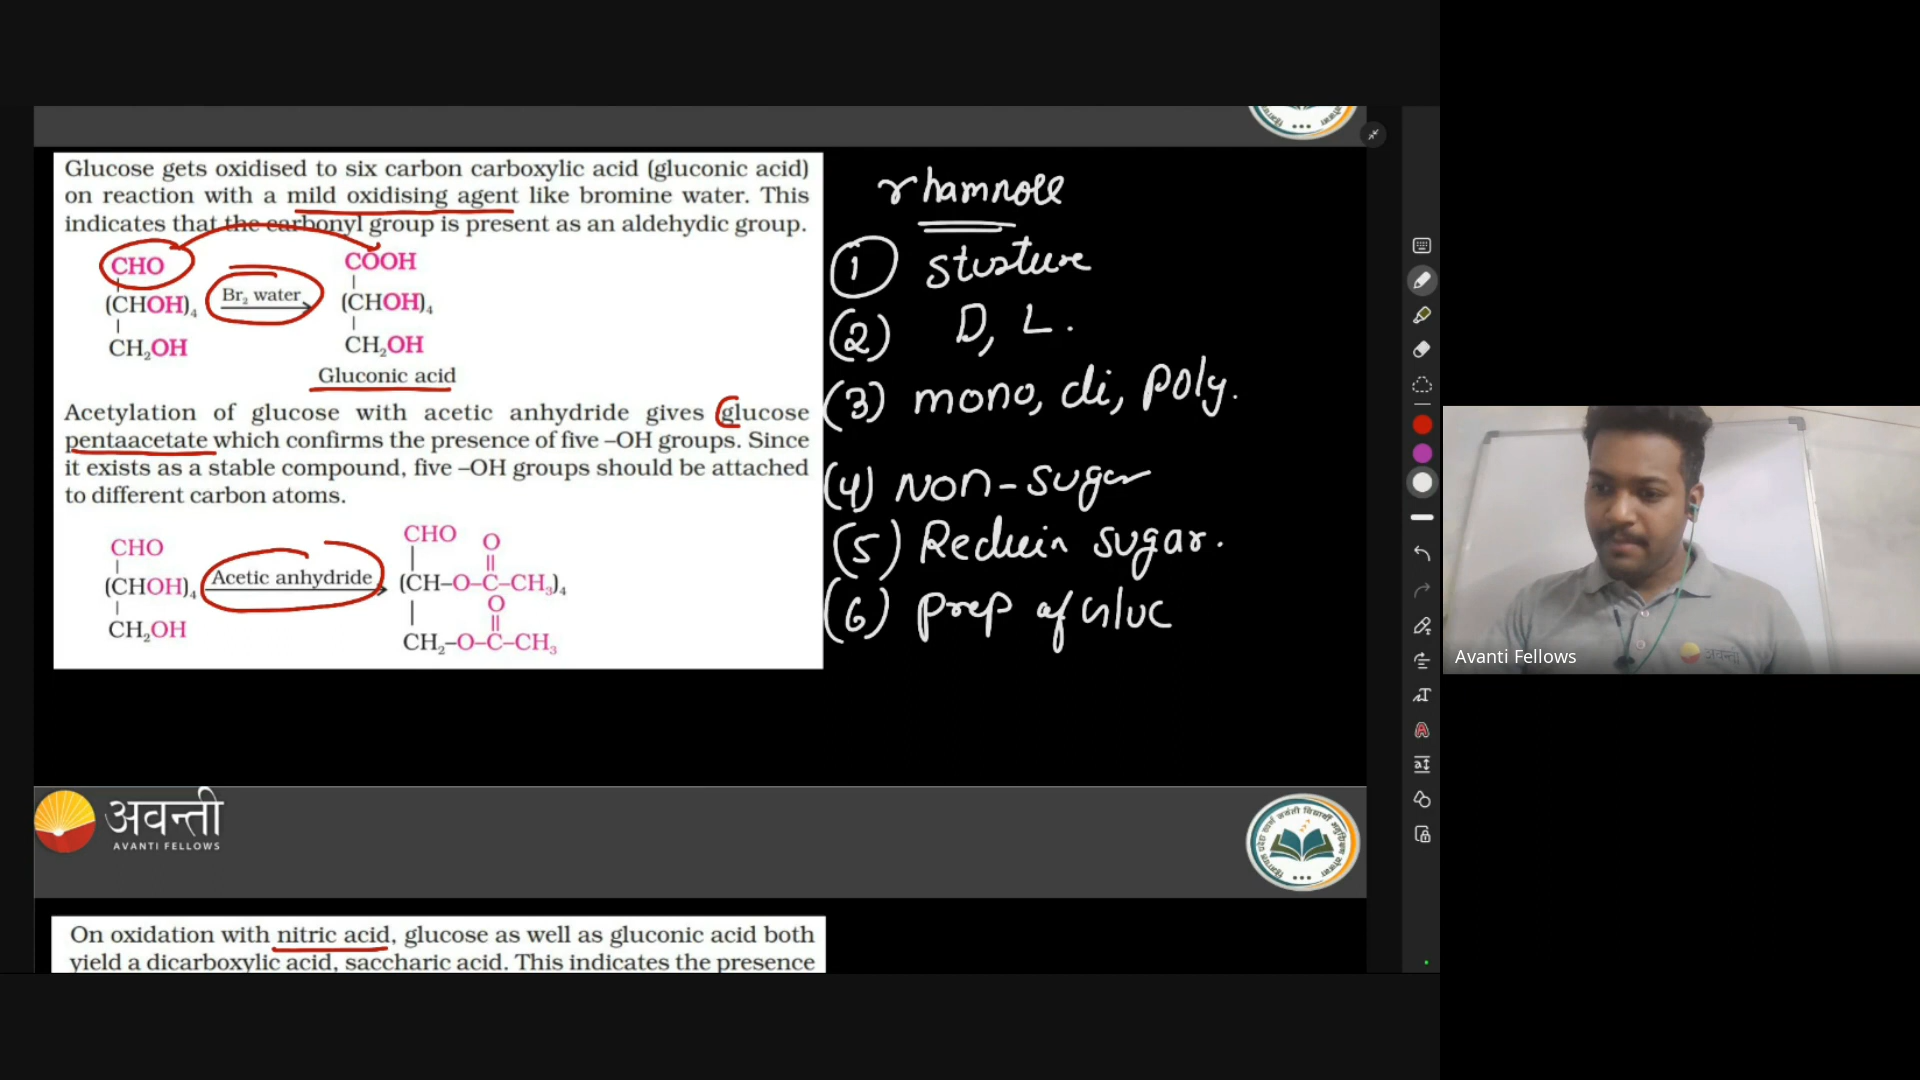 Glucose gets oxidised to six carbon carboxylic acid (gluconic acid)
on reaction with a mild oxidising agent like bromine water. This
indicates that the carbonyl group is present as an aldehydic group.
CHO
(CHOH)₄
CH₂OH
Br₂ water
COOH
(CHOH)₄
CH₂OH
Gluconic acid
Acetylation of glucose with acetic anhydride gives glucose
pentaacetate which confirms the presence of five –OH groups. Since
it exists as a stable compound, five –OH groups should be attached
to different carbon atoms.
CHO
(CHOH)₄
CH₂OH
Acetic anhydride
CHO
O
(CH–O–C–CH₃)₄
O
CH₂–O–C–CH₃
rhamnose
(1)
(2) D, L.
(3) mono, di, poly.
(4) Non-sugar
(5) sugar.
(6) prep of Gluc
Avanti Fellows
अवन्ती
AVANTI FELLOWS
On oxidation with nitric acid, glucose as well as gluconic acid both
yield a dicarboxylic acid, saccharic acid. This indicates the presence